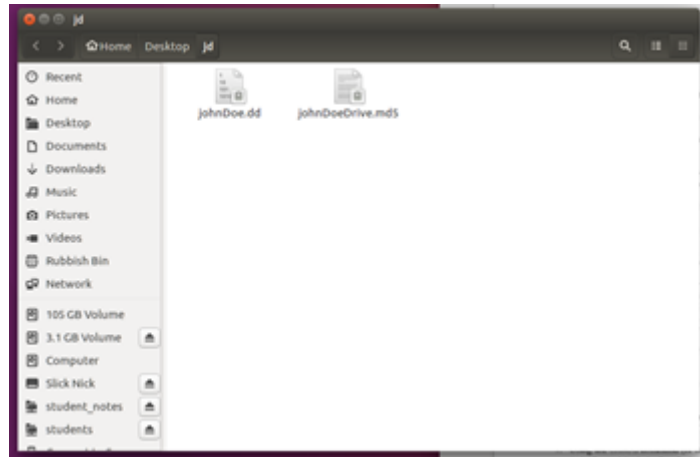 jd
Home Desktop jd
Recent
Home
Desktop
Documents
Downloads
Music
Pictures
Videos
Rubbish Bin
Network
105 GB Volume
3.1 GB Volume
Computer
Slick Nick
student_notes
students
johnDoe.dd johnDoeDrive.md5